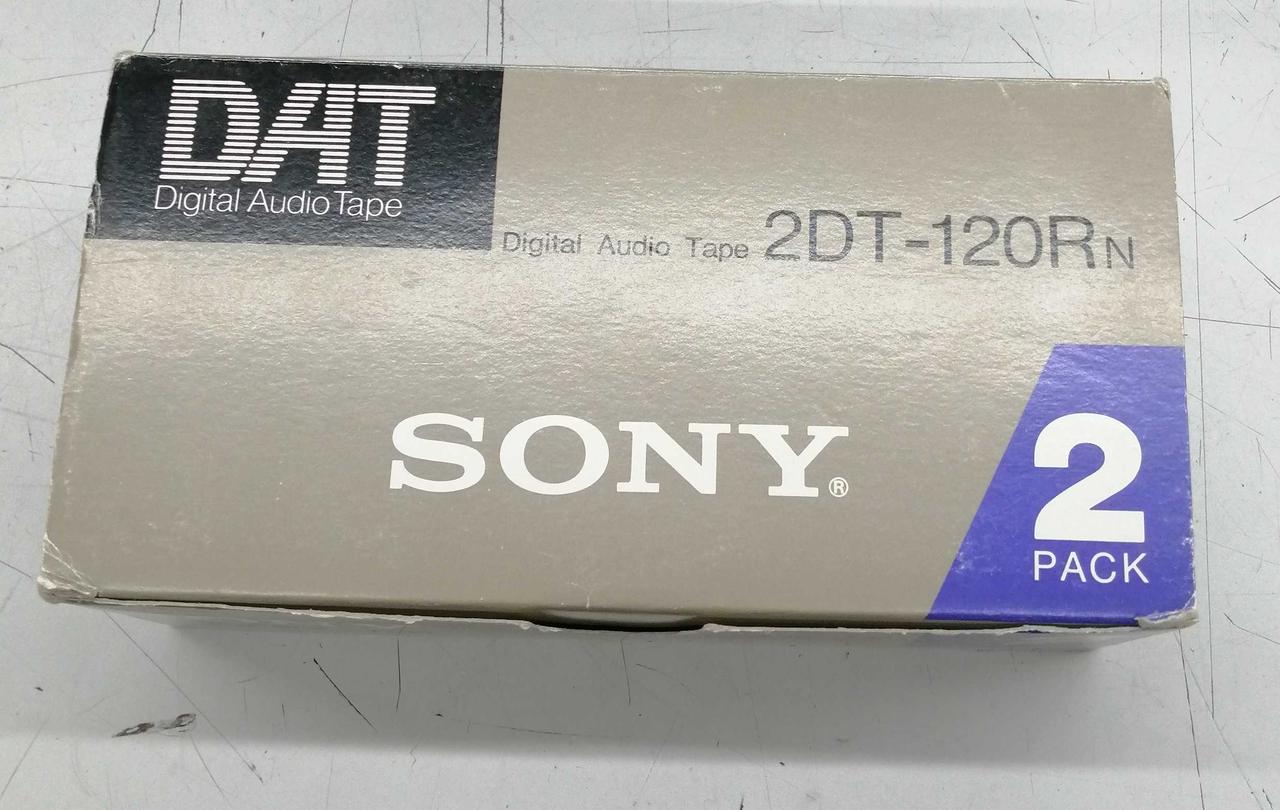 DAT
Digital Audio Tape
Digital Audio Tape 2DT-120RN
SONY®
2
PACK